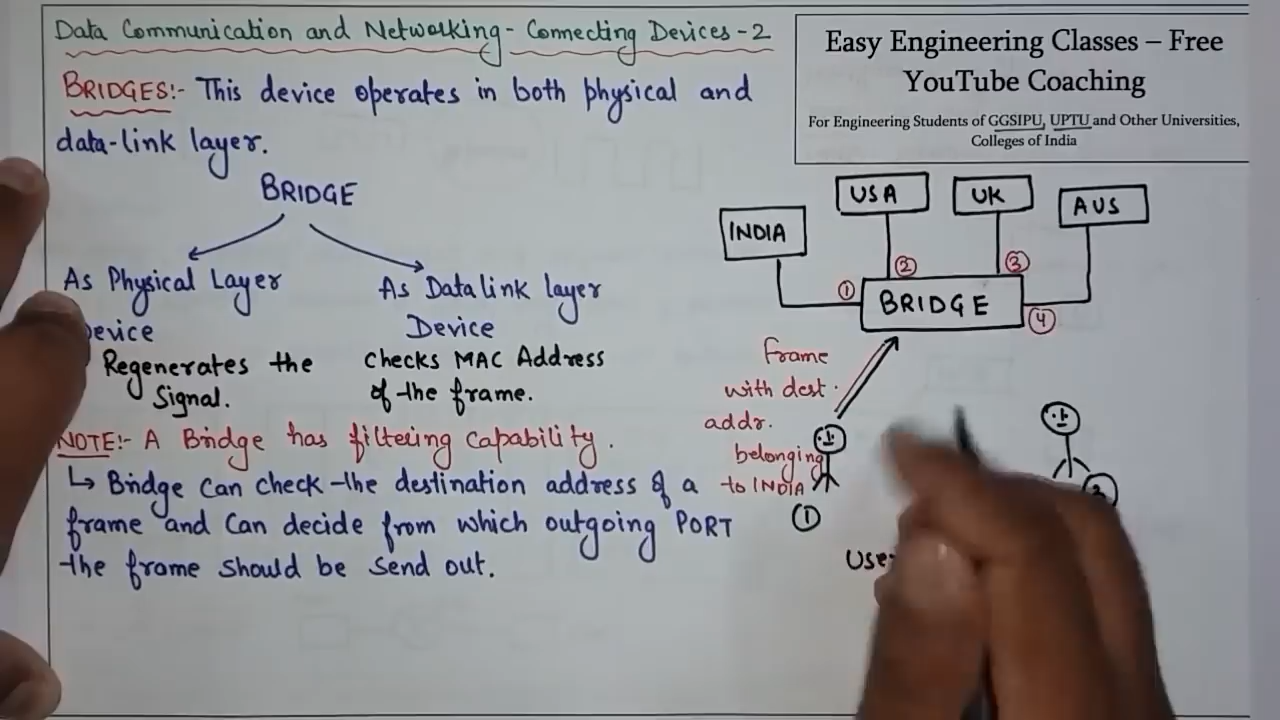 Data Communication and Networking - Connecting Devices - 2
Easy Engineering Classes – Free
YouTube Coaching
For Engineering Students of GGSIPU, UPTU and Other Universities,
Colleges of India
BRIDGES:- This device operates in both physical and
data-link layer.
BRIDGE
As Physical Layer
Device
Regenerates the
Signal.
As Datalink layer
Device
Checks MAC Address
of the frame.
NOTE:- A Bridge has filtering capability.
↳ Bridge Can Check the destination address of a
frame and Can decide from which outgoing PORT
the frame should be Send out.
INDIA
USA
UK
AUS
①
②
③
④
BRIDGE
frame
with dest.
addr.
belonging
to INDIA
①